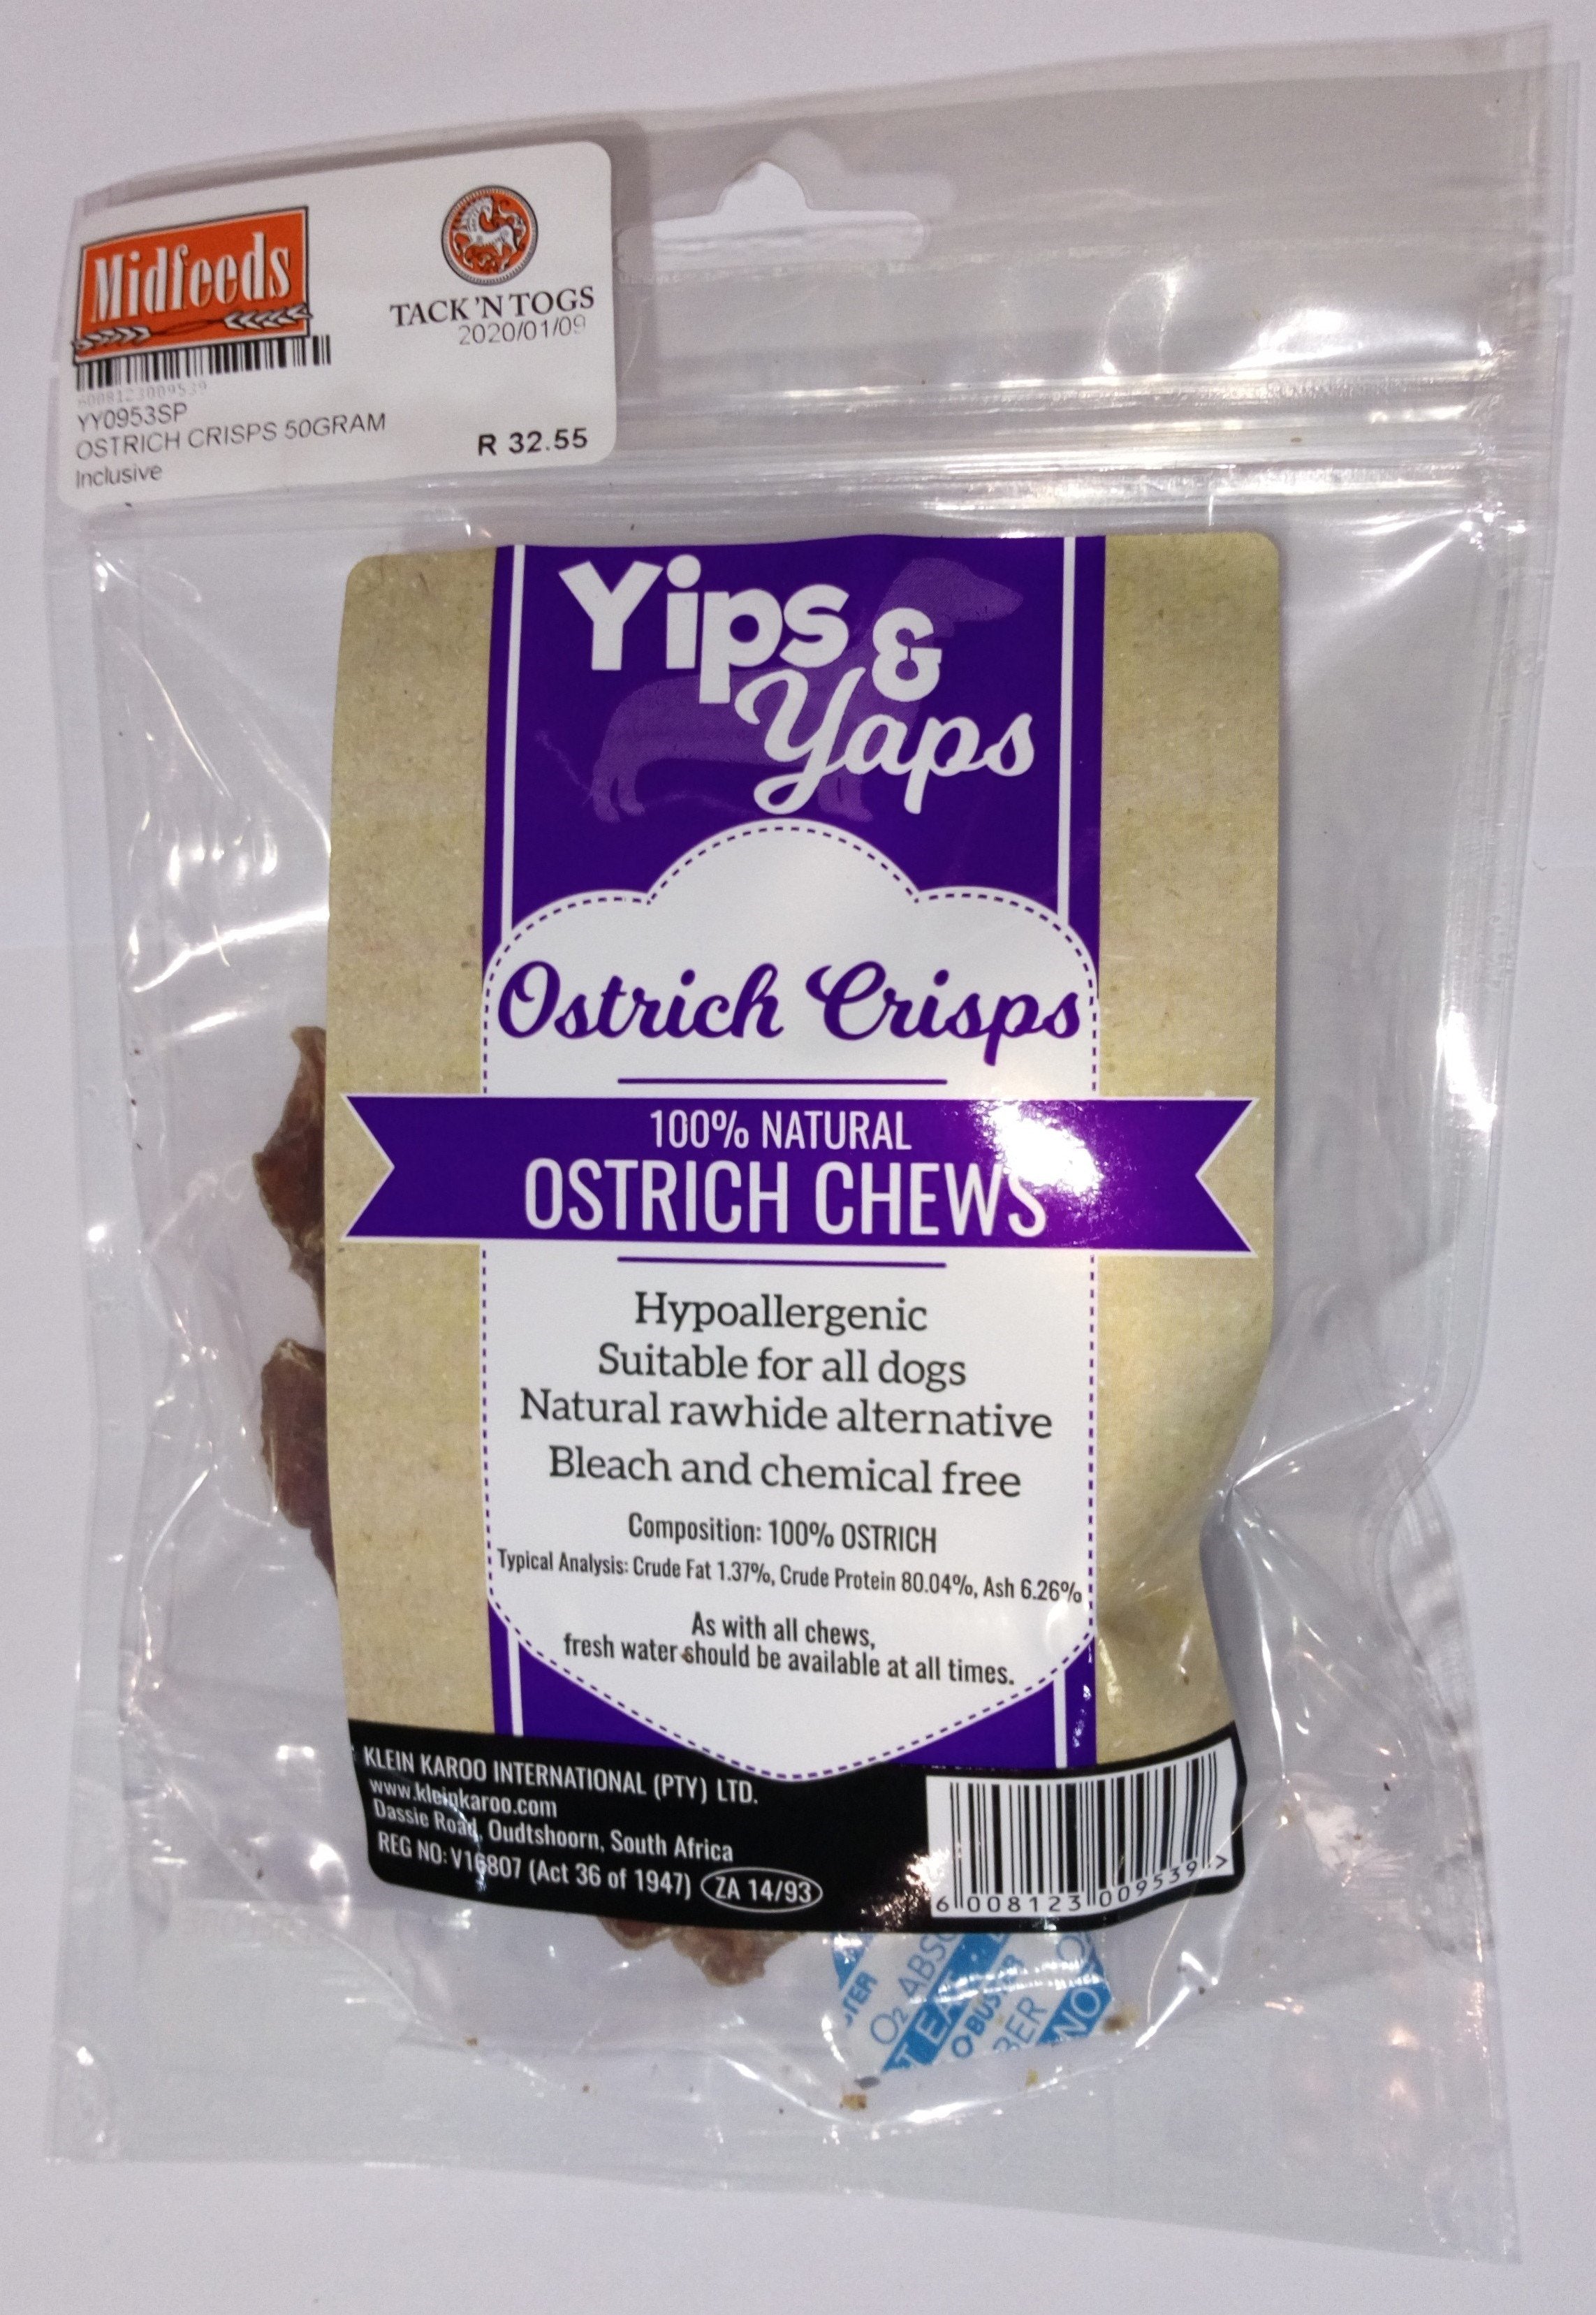 Midfeeds
TACK 'N TOGS
2020/01/09
6008123009539
YY0953SP
OSTRICH CRISPS 50GRAM
R 32.55
Inclusive
Yips &
Yaps
Ostrich Crisps
100% NATURAL
OSTRICH CHEWS
Hypoallergenic
Suitable for all dogs
Natural rawhide alternative
Bleach and chemical free
Composition: 100% OSTRICH
Typical Analysis: Crude Fat 1.37%, Crude Protein 80.04%, Ash 6.26%
As with all chews,
fresh water should be available at all times.
KLEIN KAROO INTERNATIONAL (PTY) LTD.
www.kleinkaroo.com
Dassie Road, Oudtshoorn, South Africa
REG NO: V16807 (Act 36 of 1947) ZA 14/93
6 008123 009539 >
O2